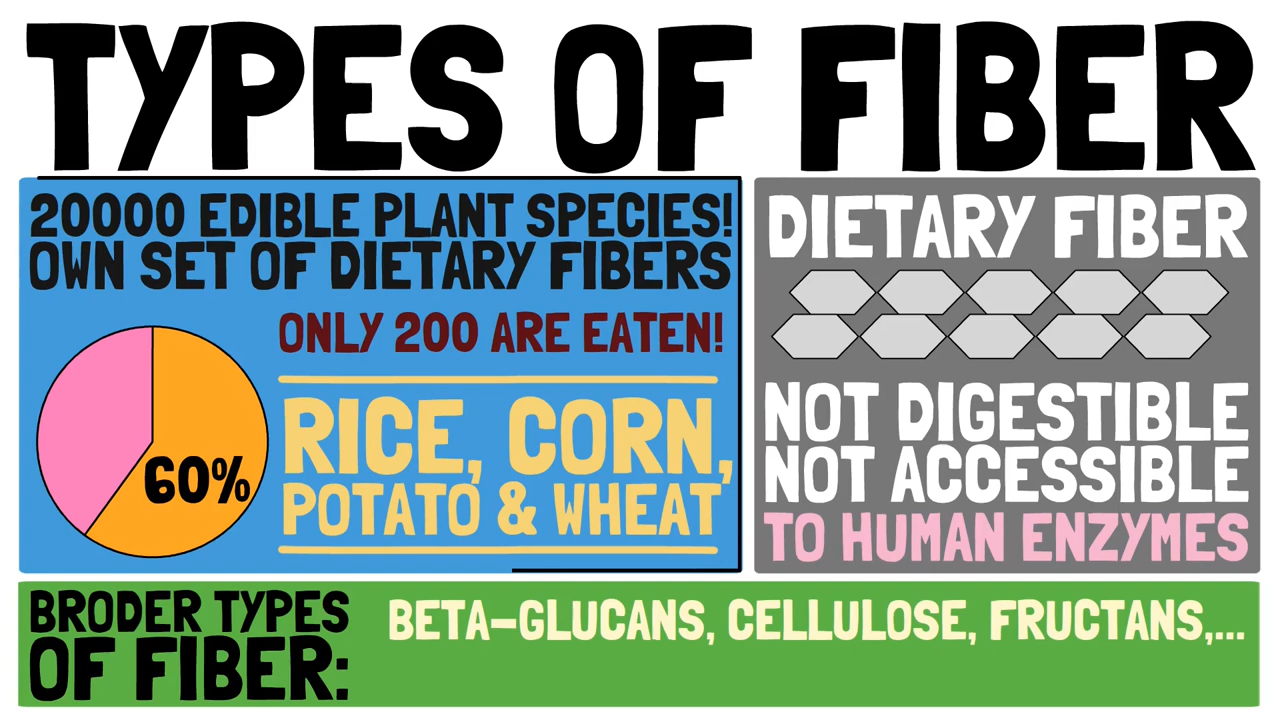 TYPES OF FIBER
20000 EDIBLE PLANT SPECIES!
OWN SET OF DIETARY FIBERS
ONLY 200 ARE EATEN!
60%
RICE, CORN,
POTATO & WHEAT
DIETARY FIBER
NOT DIGESTIBLE
NOT ACCESSIBLE
TO HUMAN ENZYMES
BRODER TYPES
OF FIBER:
BETA-GLUCANS, CELLULOSE, FRUCTANS,...